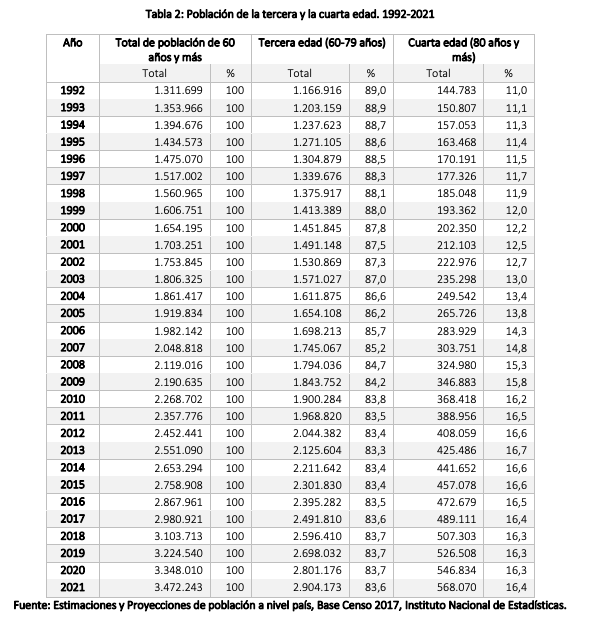 Tabla 2: Población de la tercera y la cuarta edad. 1992-2021
Año Total de población de 60 Tercera edad (60-79 años) Cuarta edad (80 años y
años y más más)
Total % Total % Total %
1992 1.311.699 100 1.166.916 89,0 144.783 11,0
1993 1.353.966 100 1.203.159 88,9 150.807 11,1
1994 1.394.676 100 1.237.623 88,7 157.053 11,3
1995 1.434.573 100 1.271.105 88,6 163.468 11,4
1996 1.475.070 100 1.304.879 88,5 170.191 11,5
1997 1.517.002 100 1.339.676 88,3 177.326 11,7
1998 1.560.965 100 1.375.917 88,1 185.048 11,9
1999 1.606.751 100 1.413.389 88,0 193.362 12,0
2000 1.654.195 100 1.451.845 87,8 202.350 12,2
2001 1.703.251 100 1.491.148 87,5 212.103 12,5
2002 1.753.845 100 1.530.869 87,3 222.976 12,7
2003 1.806.325 100 1.571.027 87,0 235.298 13,0
2004 1.861.417 100 1.611.875 86,6 249.542 13,4
2005 1.919.834 100 1.654.108 86,2 265.726 13,8
2006 1.982.142 100 1.698.213 85,7 283.929 14,3
2007 2.048.818 100 1.745.067 85,2 303.751 14,8
2008 2.119.016 100 1.794.036 84,7 324.980 15,3
2009 2.190.635 100 1.843.752 84,2 346.883 15,8
2010 2.268.702 100 1.900.284 83,8 368.418 16,2
2011 2.357.776 100 1.968.820 83,5 388.956 16,5
2012 2.452.441 100 2.044.382 83,4 408.059 16,6
2013 2.551.090 100 2.125.604 83,3 425.486 16,7
2014 2.653.294 100 2.211.642 83,4 441.652 16,6
2015 2.758.908 100 2.301.830 83,4 457.078 16,6
2016 2.867.961 100 2.395.282 83,5 472.679 16,5
2017 2.980.921 100 2.491.810 83,6 489.111 16,4
2018 3.103.713 100 2.596.410 83,7 507.303 16,3
2019 3.224.540 100 2.698.032 83,7 526.508 16,3
2020 3.348.010 100 2.801.176 83,7 546.834 16,3
2021 3.472.243 100 2.904.173 83,6 568.070 16,4
Fuente: Estimaciones y Proyecciones de población a nivel país, Base Censo 2017, Instituto Nacional de Estadísticas.